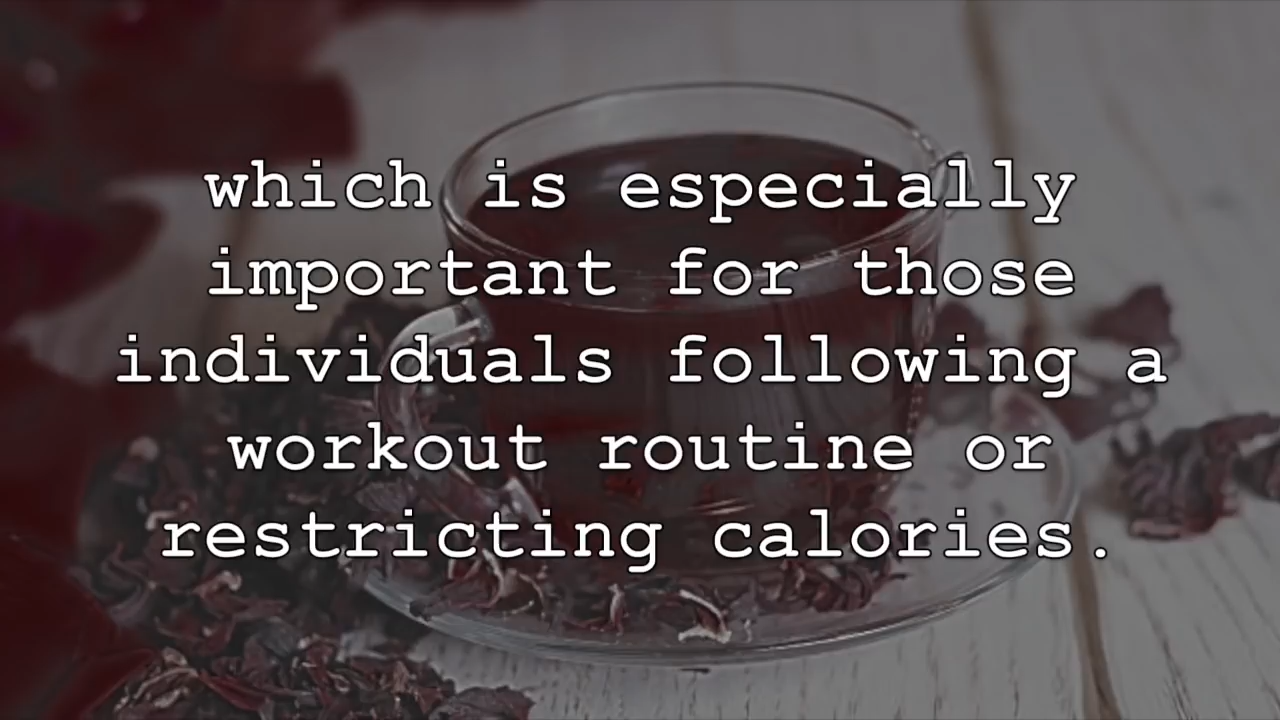 which is especially
important for those
individuals following a
workout routine or
restricting calories.